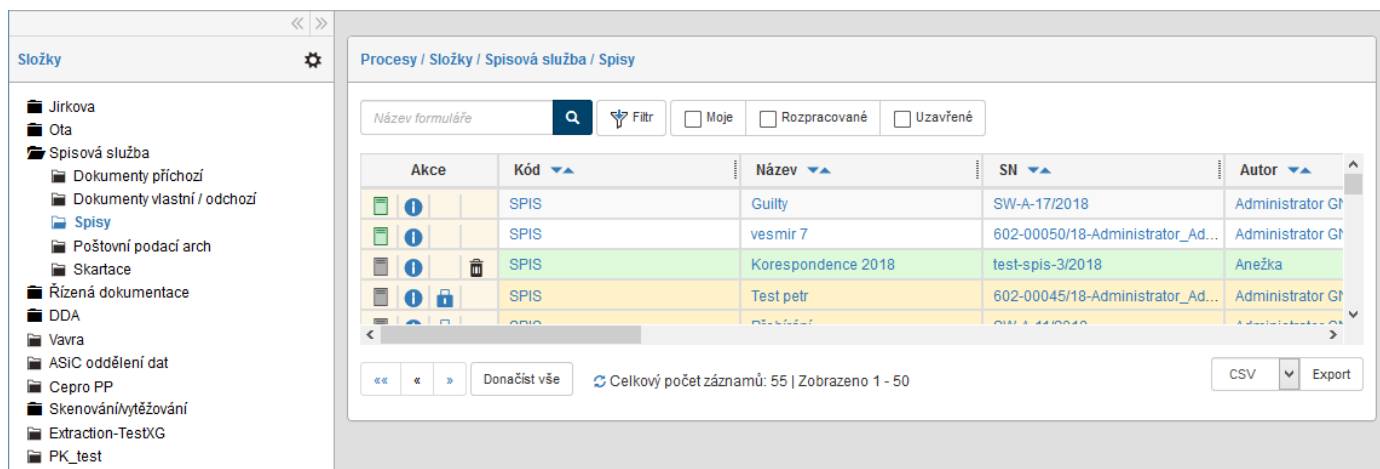 Složky
Jirkova
Ota
Spisová služba
Dokumenty příchozí
Dokumenty vlastní / odchozí
Spisy
Poštovní podací arch
Skartace
Řízená dokumentace
DDA
Vavra
ASiC oddělení dat
Cepro PP
Skenování/vytěžování
Extraction-TestXG
PK_test
Procesy / Složky / Spisová služba / Spisy
Název formuláře Filtr Moje Rozpracované Uzavřené
Akce Kód Název SN Autor
SPIS Guilty SW-A-17/2018 Administrator GN
SPIS vesmir 7 602-00050/18-Administrator_Ad... Administrator GN
SPIS Korespondence 2018 test-spis-3/2018 Anežka
SPIS Test petr 602-00045/18-Administrator_Ad... Administrator GN
«« « » Donačíst vše Celkový počet záznamů: 55 | Zobrazeno 1 - 50 CSV Export